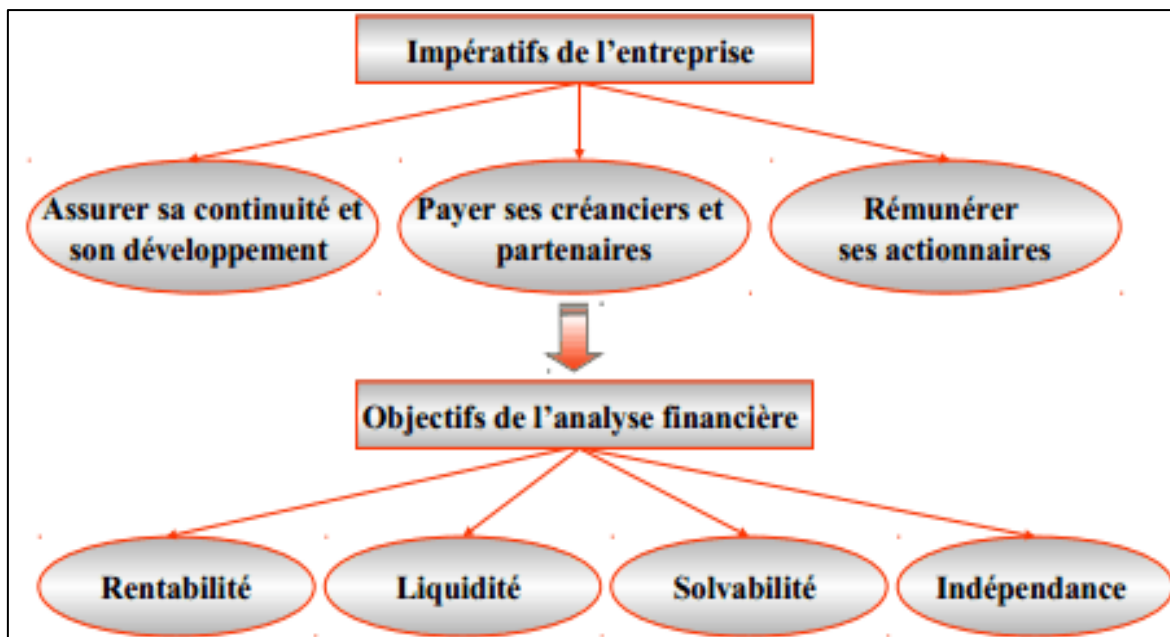 Impératifs de l'entreprise
Assurer sa continuité et
son développement
Payer ses créanciers et
partenaires
Rémunérer
ses actionnaires
Objectifs de l'analyse financière
Rentabilité
Liquidité
Solvabilité
Indépendance